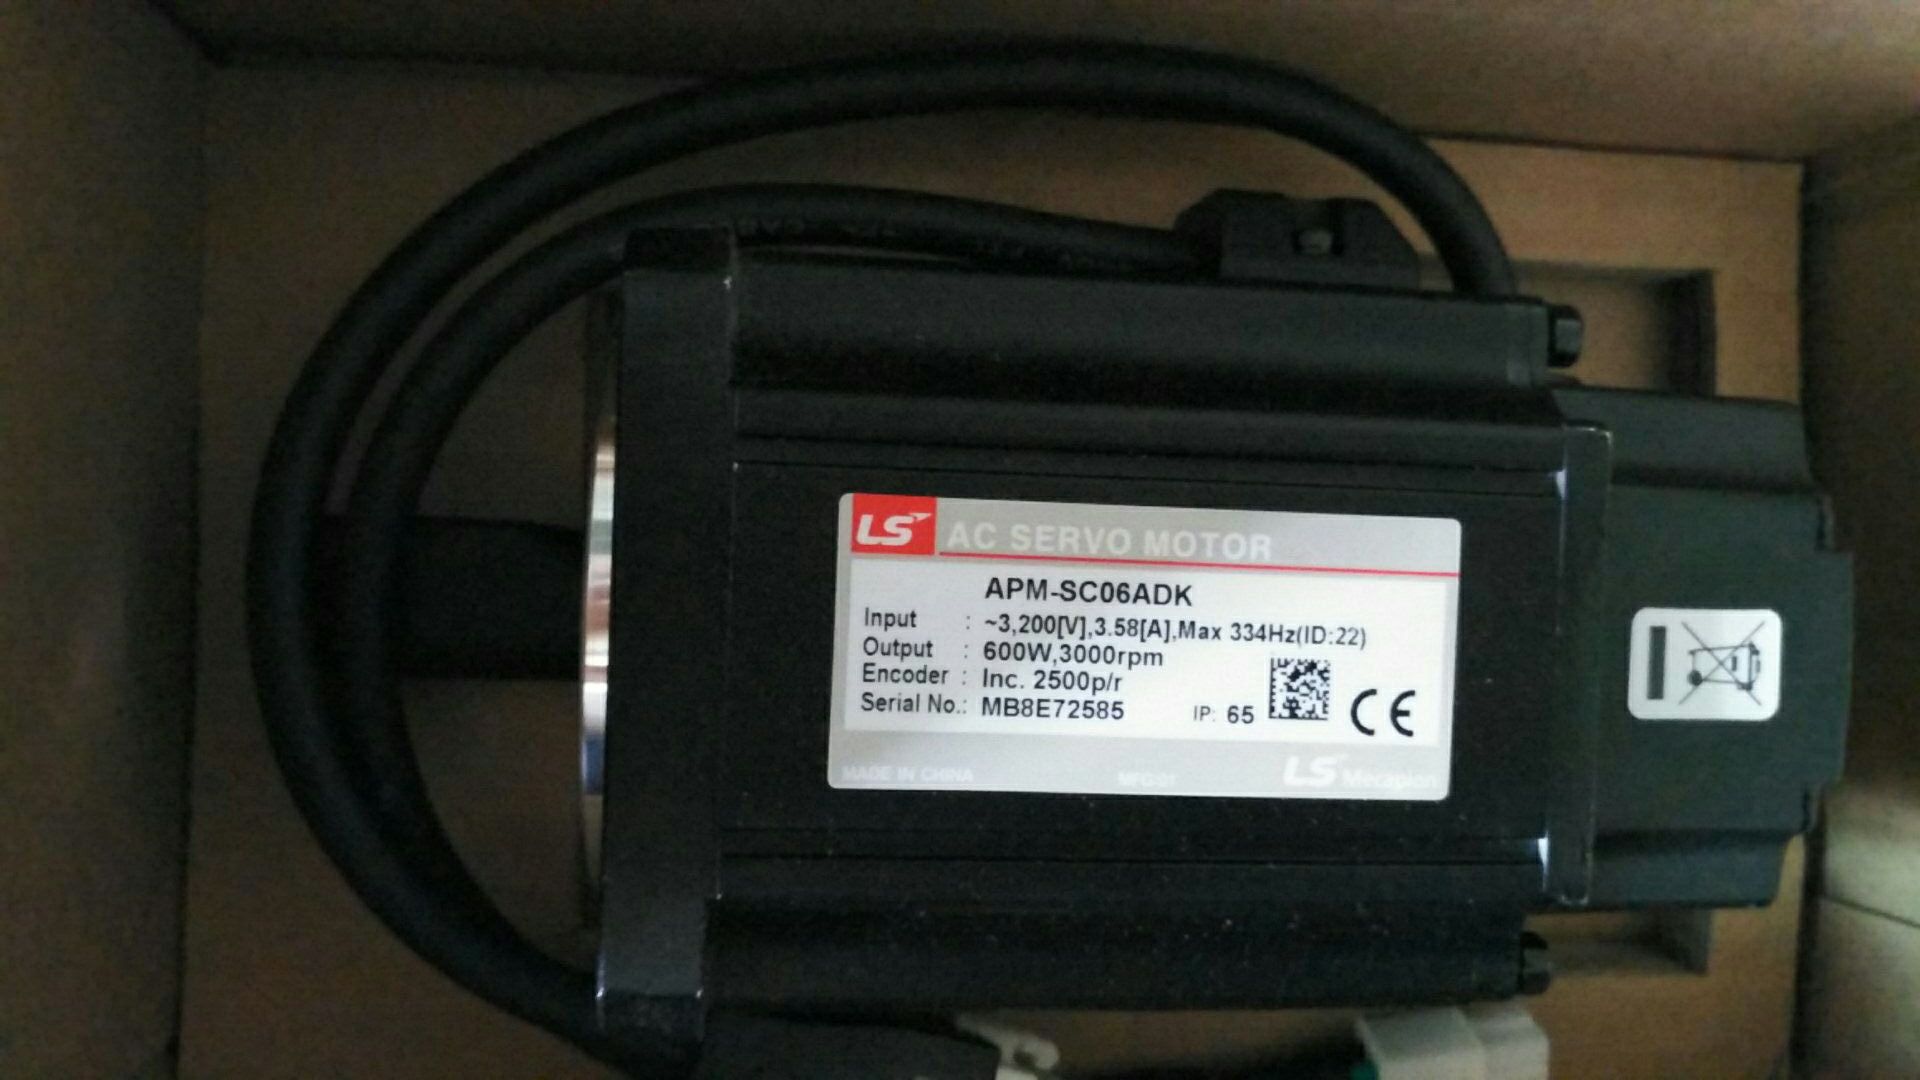 LS AC SERVO MOTOR
APM-SC06ADK
Input : ~3,200[V],3.58[A],Max 334Hz(ID:22)
Output : 600W,3000rpm
Encoder : Inc. 2500p/r
Serial No.: MB8E72585 IP: 65 CE
MADE IN CHINA LS Mecapion